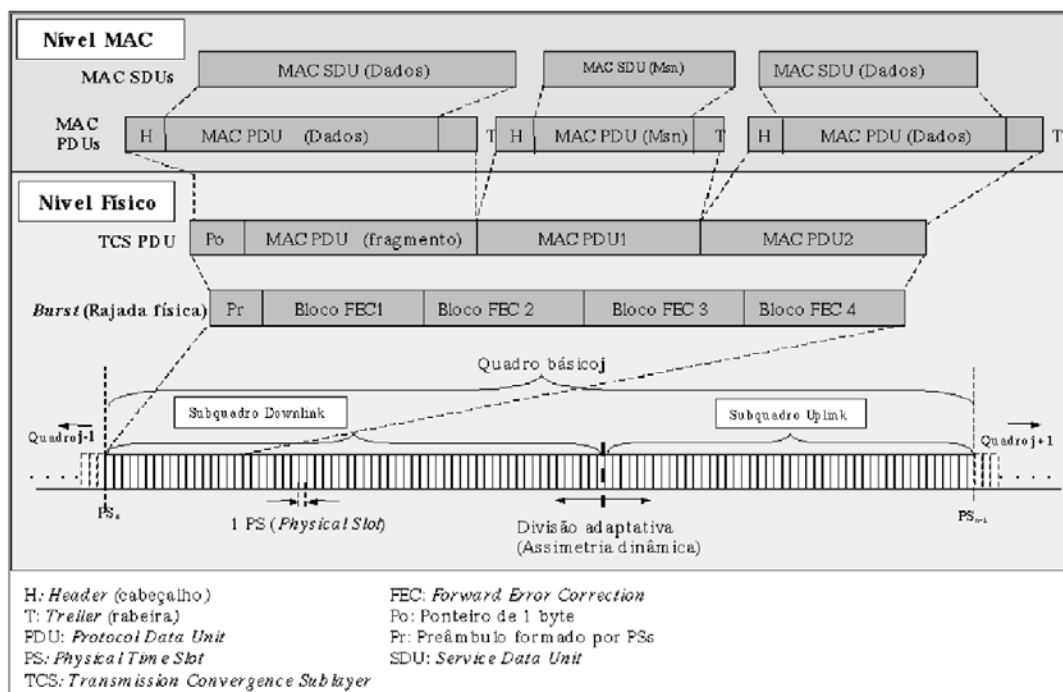 Nível MAC
MAC SDUs
MAC SDU (Dados)
MAC SDU (Msn)
MAC SDU (Dados)
MAC PDUs
H
MAC PDU (Dados)
T
H
MAC PDU (Msn)
T
H
MAC PDU (Dados)
T
Nivel Físico
TCS PDU
Po
MAC PDU (fragmento)
MAC PDU1
MAC PDU2
Burst (Rajada física)
Pr
Bloco FEC1
Bloco FEC 2
Bloco FEC 3
Bloco FEC 4
Quadro básicoj
Subquadro Downlink
Subquadro Uplink
Quadroj-1
Quadroj+1
. . . .
. . . .
1 PS (Physical Slot)
Divisão adaptativa
(Assimetria dinâmica)
H: Header (cabeçalho)
T: Treller (rabeira)
PDU: Protocol Data Unit
PS: Physical Time Slot
TCS: Transmission Convergence Sublayer
FEC: Forward Error Correction
Po: Ponteiro de 1 byte
Pr: Preâmbulo formado por PSs
SDU: Service Data Unit